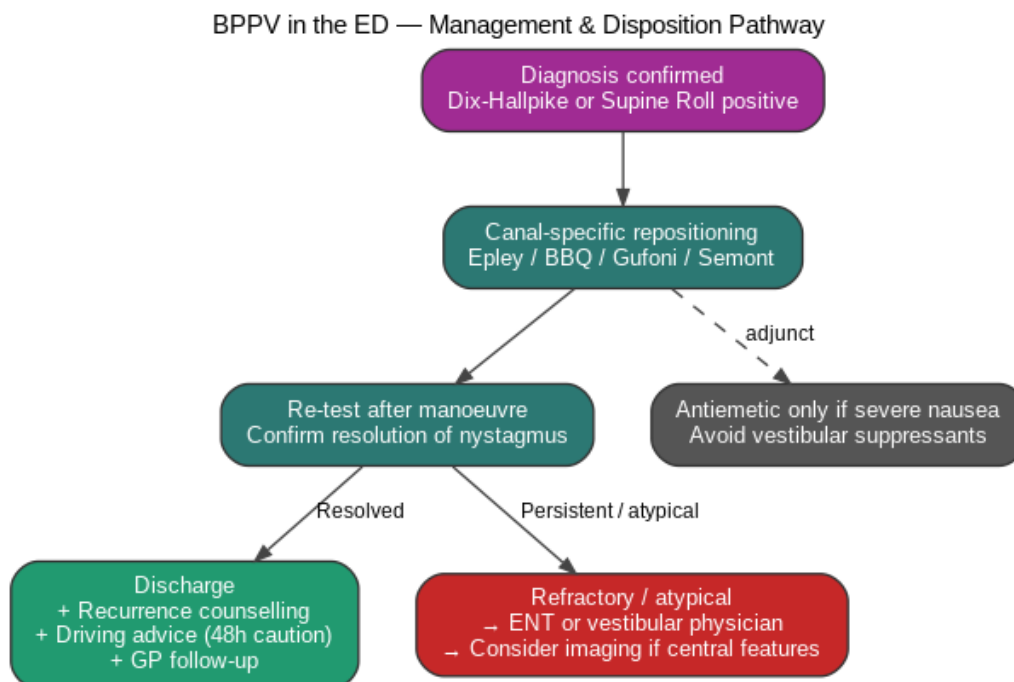 BPPV in the ED — Management & Disposition Pathway
Diagnosis confirmed
Dix-Hallpike or Supine Roll positive
Canal-specific repositioning
Epley / BBQ / Gufoni / Semont
adjunct
Re-test after manoeuvre
Confirm resolution of nystagmus
Antiemetic only if severe nausea
Avoid vestibular suppressants
Resolved
Persistent / atypical
Discharge
+ Recurrence counselling
+ Driving advice (48h caution)
+ GP follow-up
Refractory / atypical
→ ENT or vestibular physician
→ Consider imaging if central features